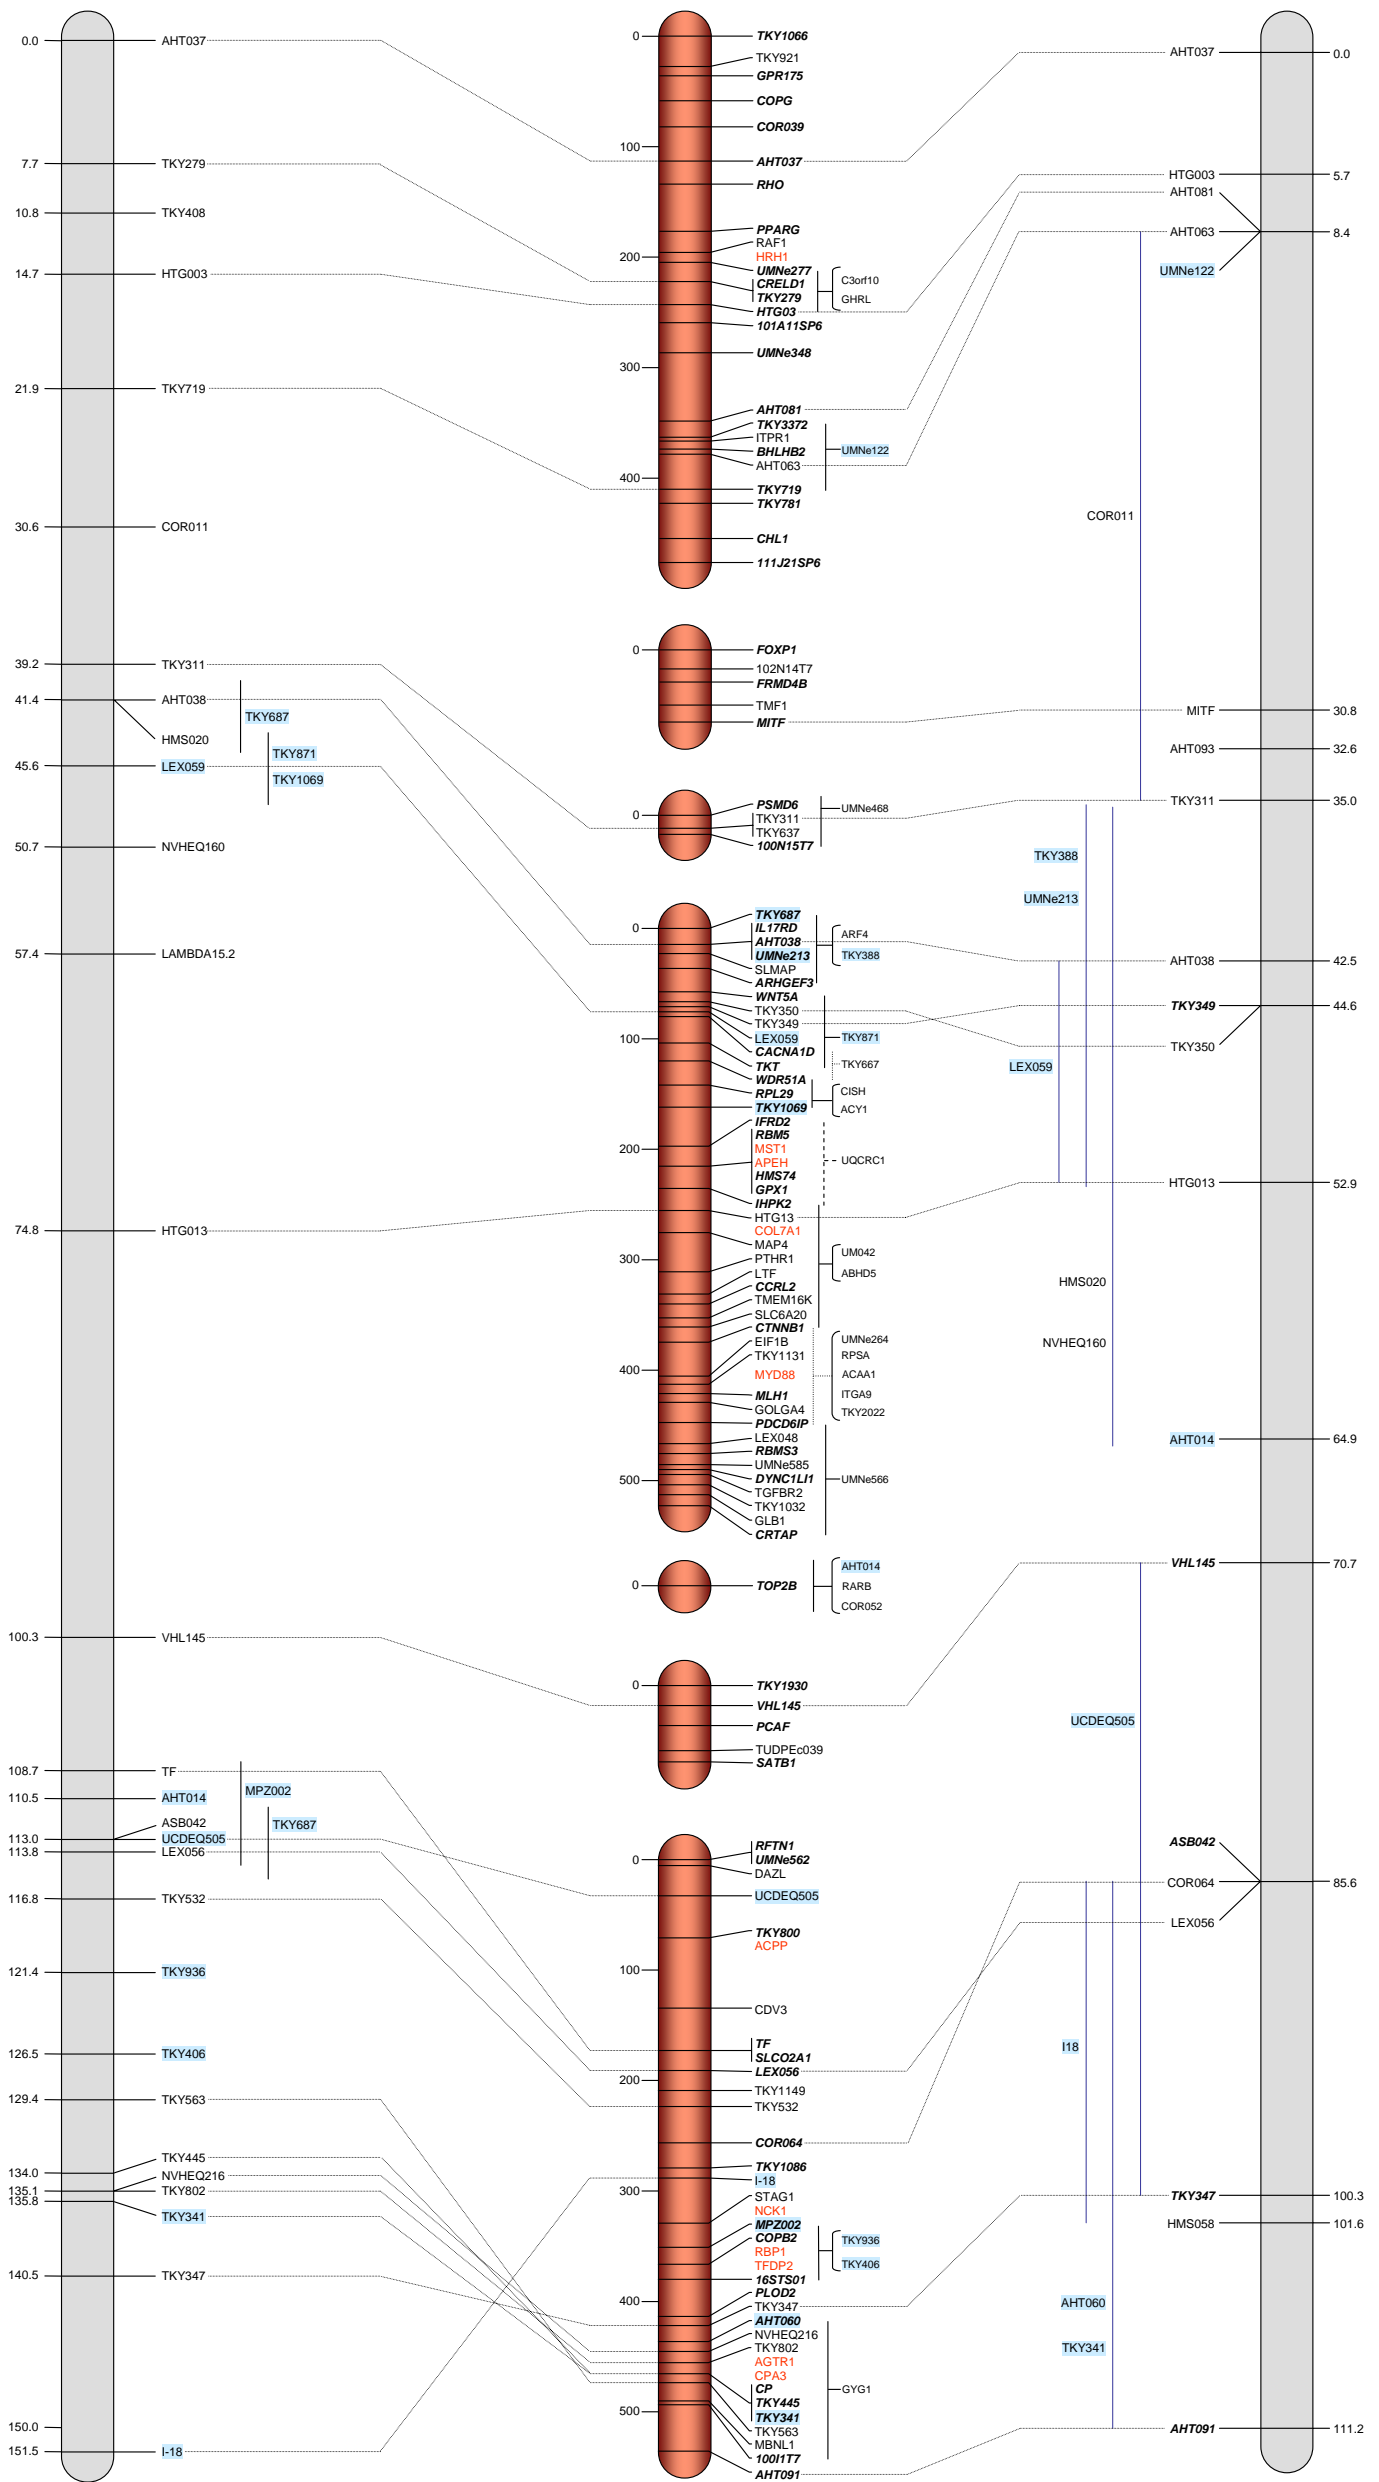 0.0 AHT037
7.7 TKY279
10.8 TKY408
14.7 HTG003
21.9 TKY719
30.6 COR011
39.2 TKY311
41.4 AHT038
HMS020
45.6 LEX059
TKY687
TKY871
TKY1069
50.7 NVHEQ160
57.4 LAMBDA15.2
74.8 HTG013
100.3 VHL145
108.7 TF
110.5 AHT014
ASB042
113.0 UCDEQ505
113.8 LEX056
MPZ002
TKY687
116.8 TKY532
121.4 TKY936
126.5 TKY406
129.4 TKY563
134.0 TKY445
NVHEQ216
135.1 TKY802
135.8 TKY341
140.5 TKY347
150.0
151.5 I-18
0 TKY1066
TKY921
GPR175
COPG
COR039
100
AHT037
RHO
PPARG
RAF1
200 HRH1
UMNe277
CRELD1
TKY279
HTG03
C3orf10
GHRL
101A11SP6
UMNe348
300
AHT081
TKY3372
ITPR1
BHLHB2
AHT063
UMNe122
400
TKY719
TKY781
CHL1
111J21SP6
0 FOXP1
102N14T7
FRMD4B
TMF1
MITF
PSMD6
0 TKY311
TKY637
100N15T7
UMNe468
TKY687
0 IL17RD
AHT038
UMNe213
SLMAP
ARHGEF3
ARF4
TKY388
WNT5A
TKY350
TKY349
100 LEX059
CACNA1D
TKT
TKY871
TKY667
WDR51A
RPL29
TKY1069
CISH
ACY1
IFRD2
RBM5
200 MST1
APEH
HMS74
GPX1
IHPK2
UQCRC1
HTG13
COL7A1
MAP4
300 PTHR1
LTF
CCRL2
TMEM16K
SLC6A20
CTNNB1
UM042
ABHD5
EIF1B
TKY1131
400 MYD88
MLH1
GOLGA4
PDCD6IP
UMNe264
RPSA
ACAA1
ITGA9
TKY2022
LEX048
RBMS3
UMNe585
500 DYNC1LI1
TGFBR2
TKY1032
GLB1
CRTAP
UMNe566
0 TOP2B
AHT014
RARB
COR052
0 TKY1930
VHL145
PCAF
TUDPEc039
SATB1
RFTN1
0 UMNe562
DAZL
UCDEQ505
TKY800
ACPP
100
CDV3
TF
SLCO2A1
LEX056
200
TKY1149
TKY532
COR064
TKY1086
I-18
300 STAG1
NCK1
MPZ002
COPB2
RBP1
TFDP2
16STS01
TKY936
TKY406
PLOD2
400 TKY347
AHT060
NVHEQ216
TKY802
AGTR1
CPA3
CP
TKY445
500 TKY341
TKY563
MBNL1
100I1T7
AHT091
GYG1
AHT037 0.0
HTG003 5.7
AHT081
AHT063 8.4
UMNe122
COR011
MITF 30.8
AHT093 32.6
TKY311 35.0
TKY388
UMNe213
AHT038 42.5
TKY349 44.6
TKY350
LEX059
HTG013 52.9
HMS020
NVHEQ160
AHT014 64.9
VHL145 70.7
UCDEQ505
ASB042
COR064 85.6
LEX056
I18
TKY347 100.3
HMS058 101.6
AHT060
TKY341
AHT091 111.2